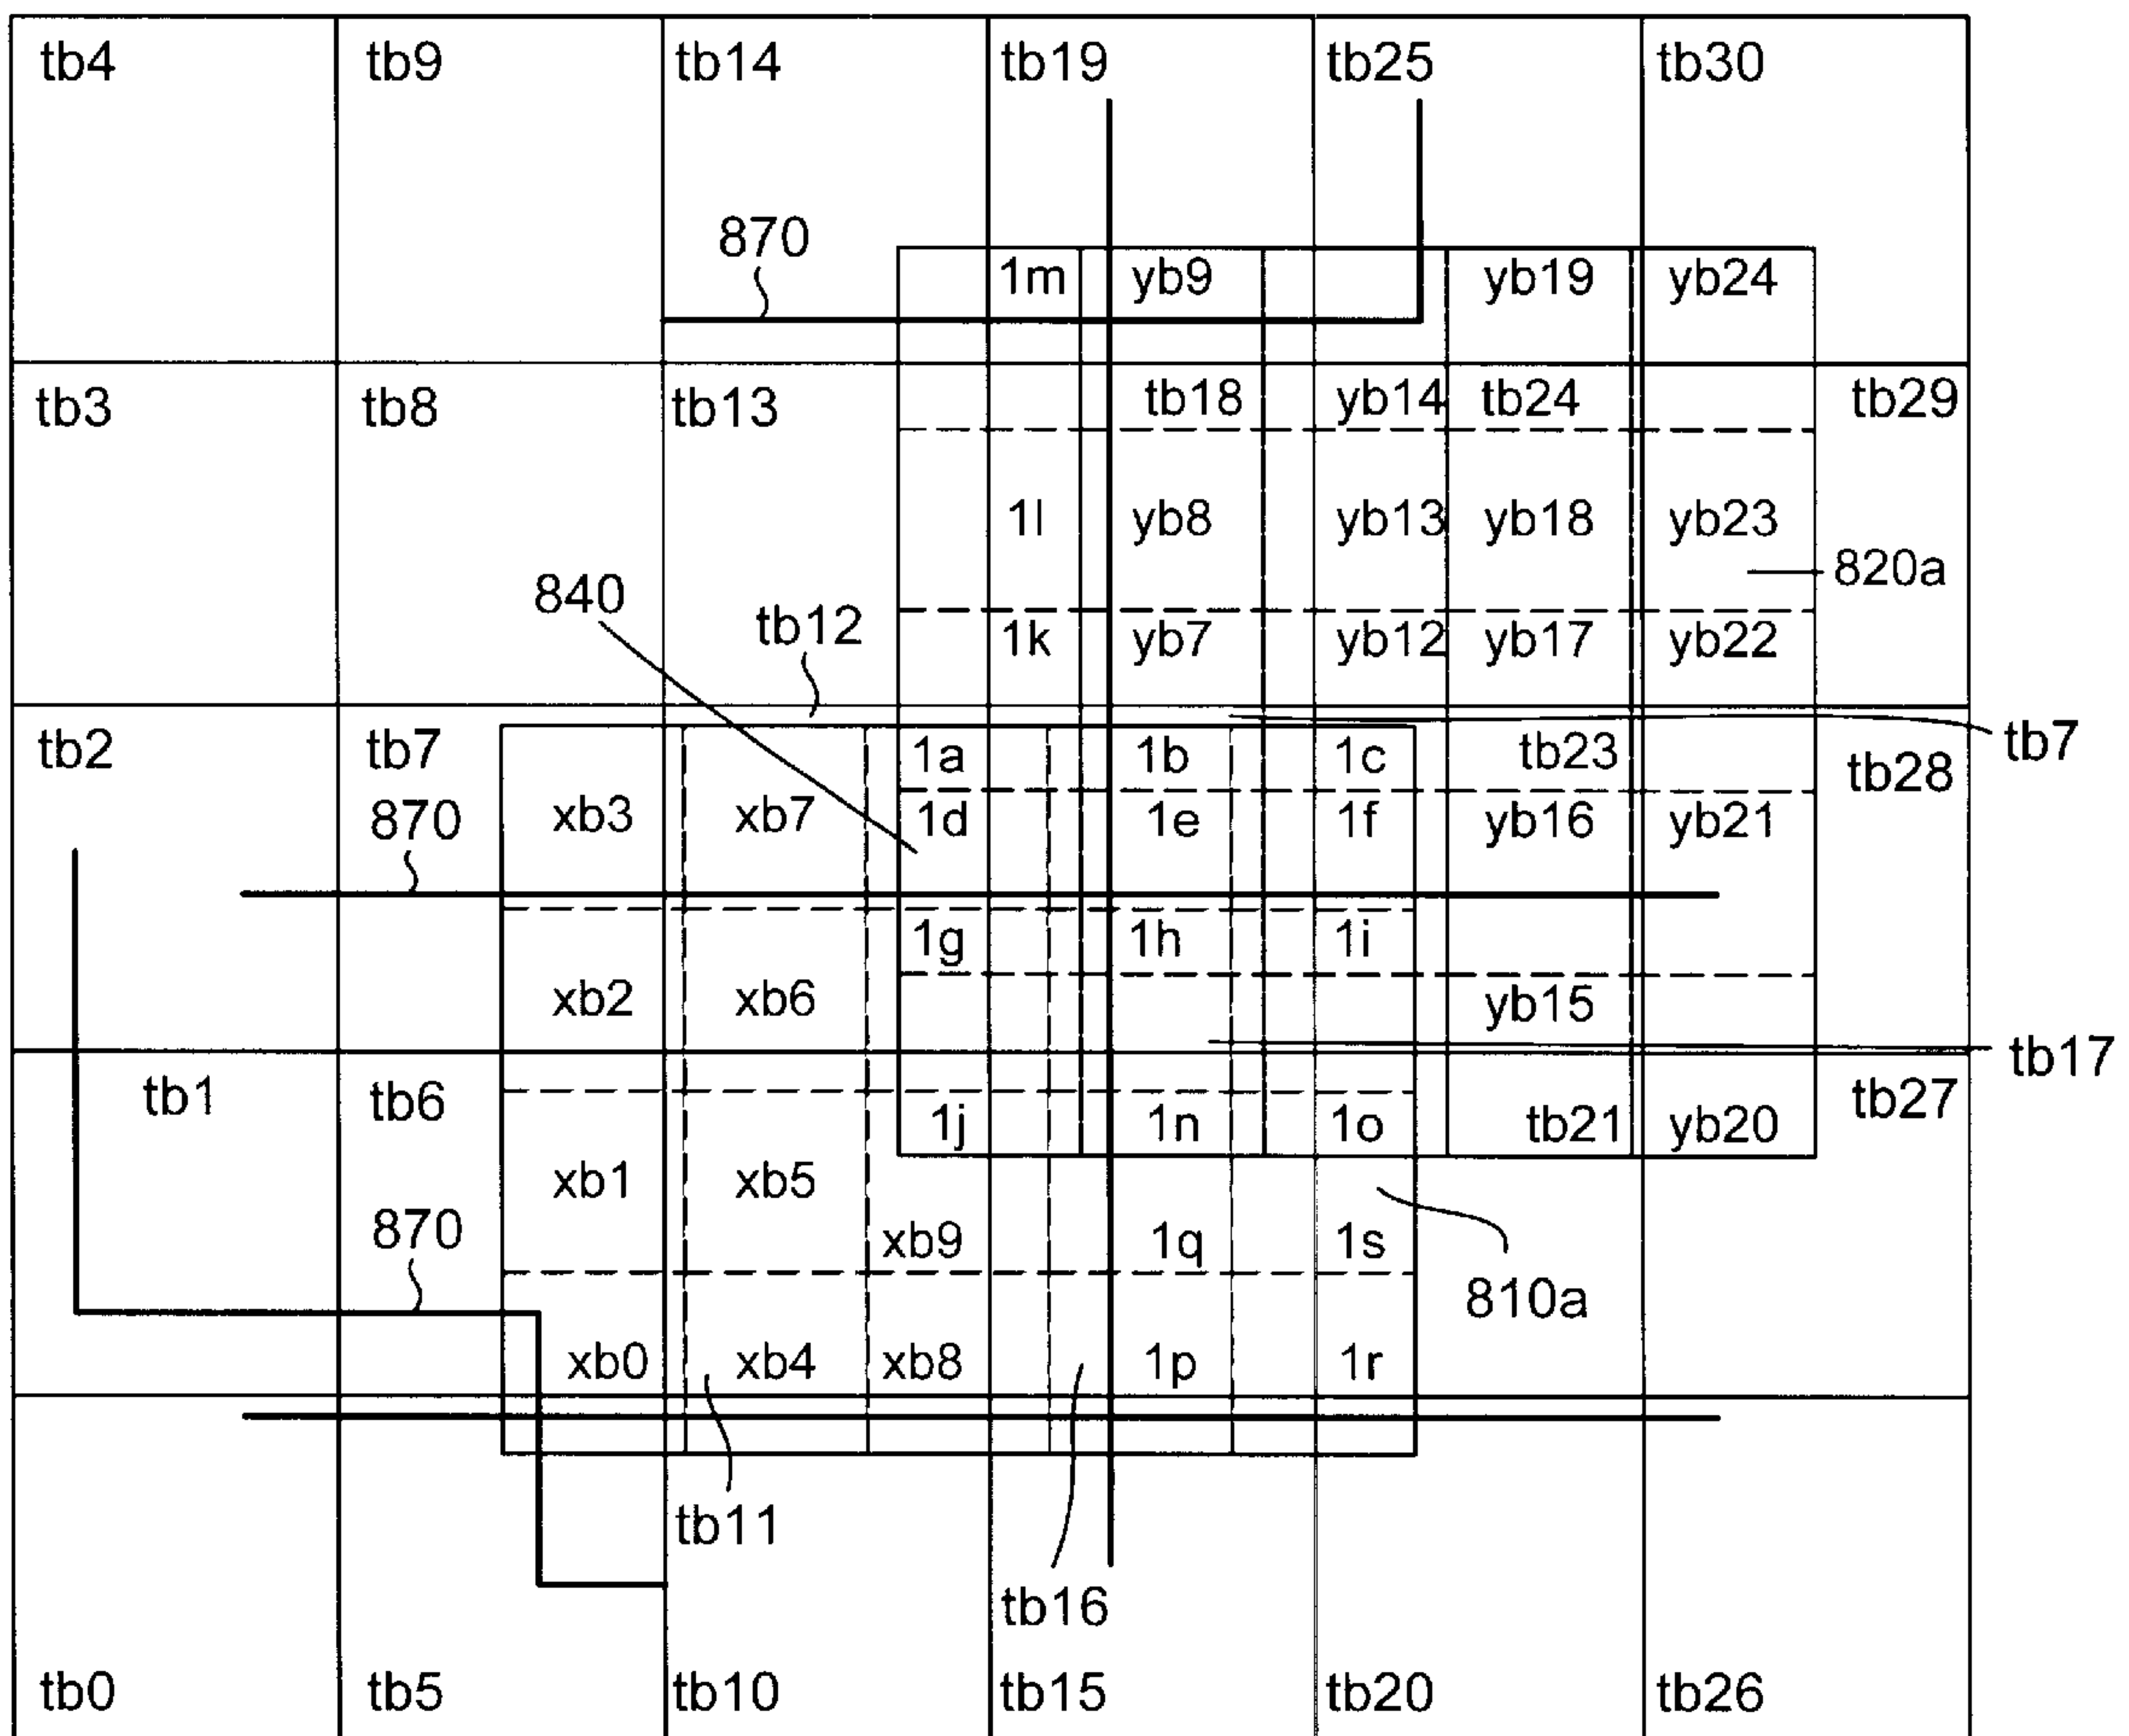 tb4 tb9 tb14 tb19 tb25 tb30
870
1m yb9 yb19 yb24
tb3 tb8 tb13 tb18 yb14 tb24 tb29
1l yb8 yb13 yb18 yb23
820a
840
tb12
1k yb7 yb12 yb17 yb22
tb2 tb7 1a 1b 1c tb23 tb28 tb7
870 xb3 xb7 1d 1e 1f yb16 yb21
1g 1h 1i
xb2 xb6 yb15
tb17
tb1 tb6 1j 1n 1o tb21 yb20 tb27
xb1 xb5
870 xb9 1q 1s
810a
xb0 xb4 xb8 1p 1r
tb11
tb16
tb0 tb5 tb10 tb15 tb20 tb26